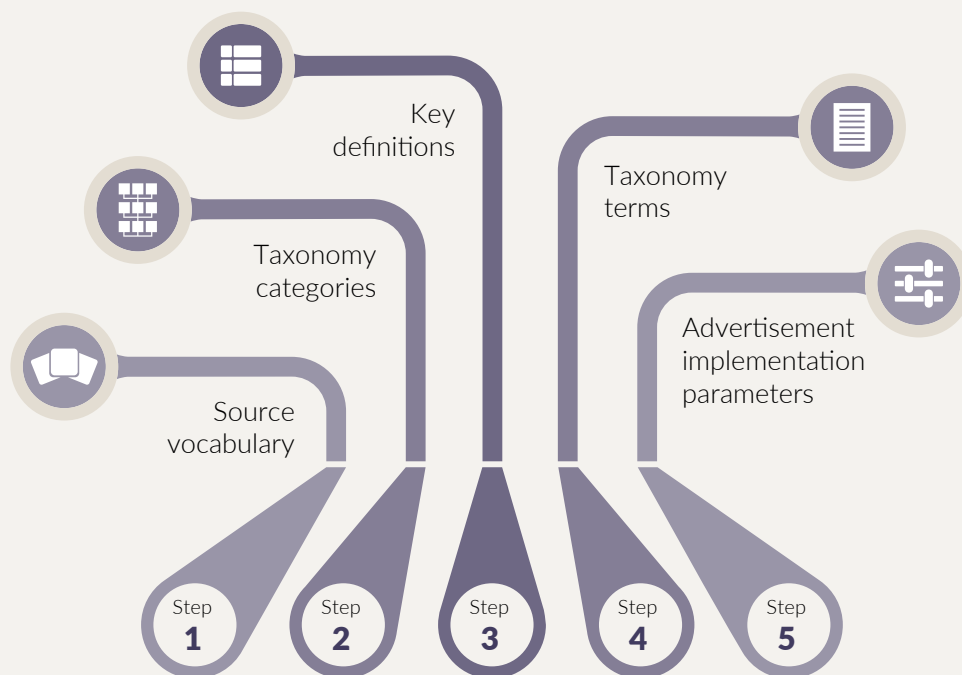 Key
definitions
Taxonomy
terms
Taxonomy
categories
Advertisement
implementation
parameters
Source
vocabulary
Step
1
Step
2
Step
3
Step
4
Step
5